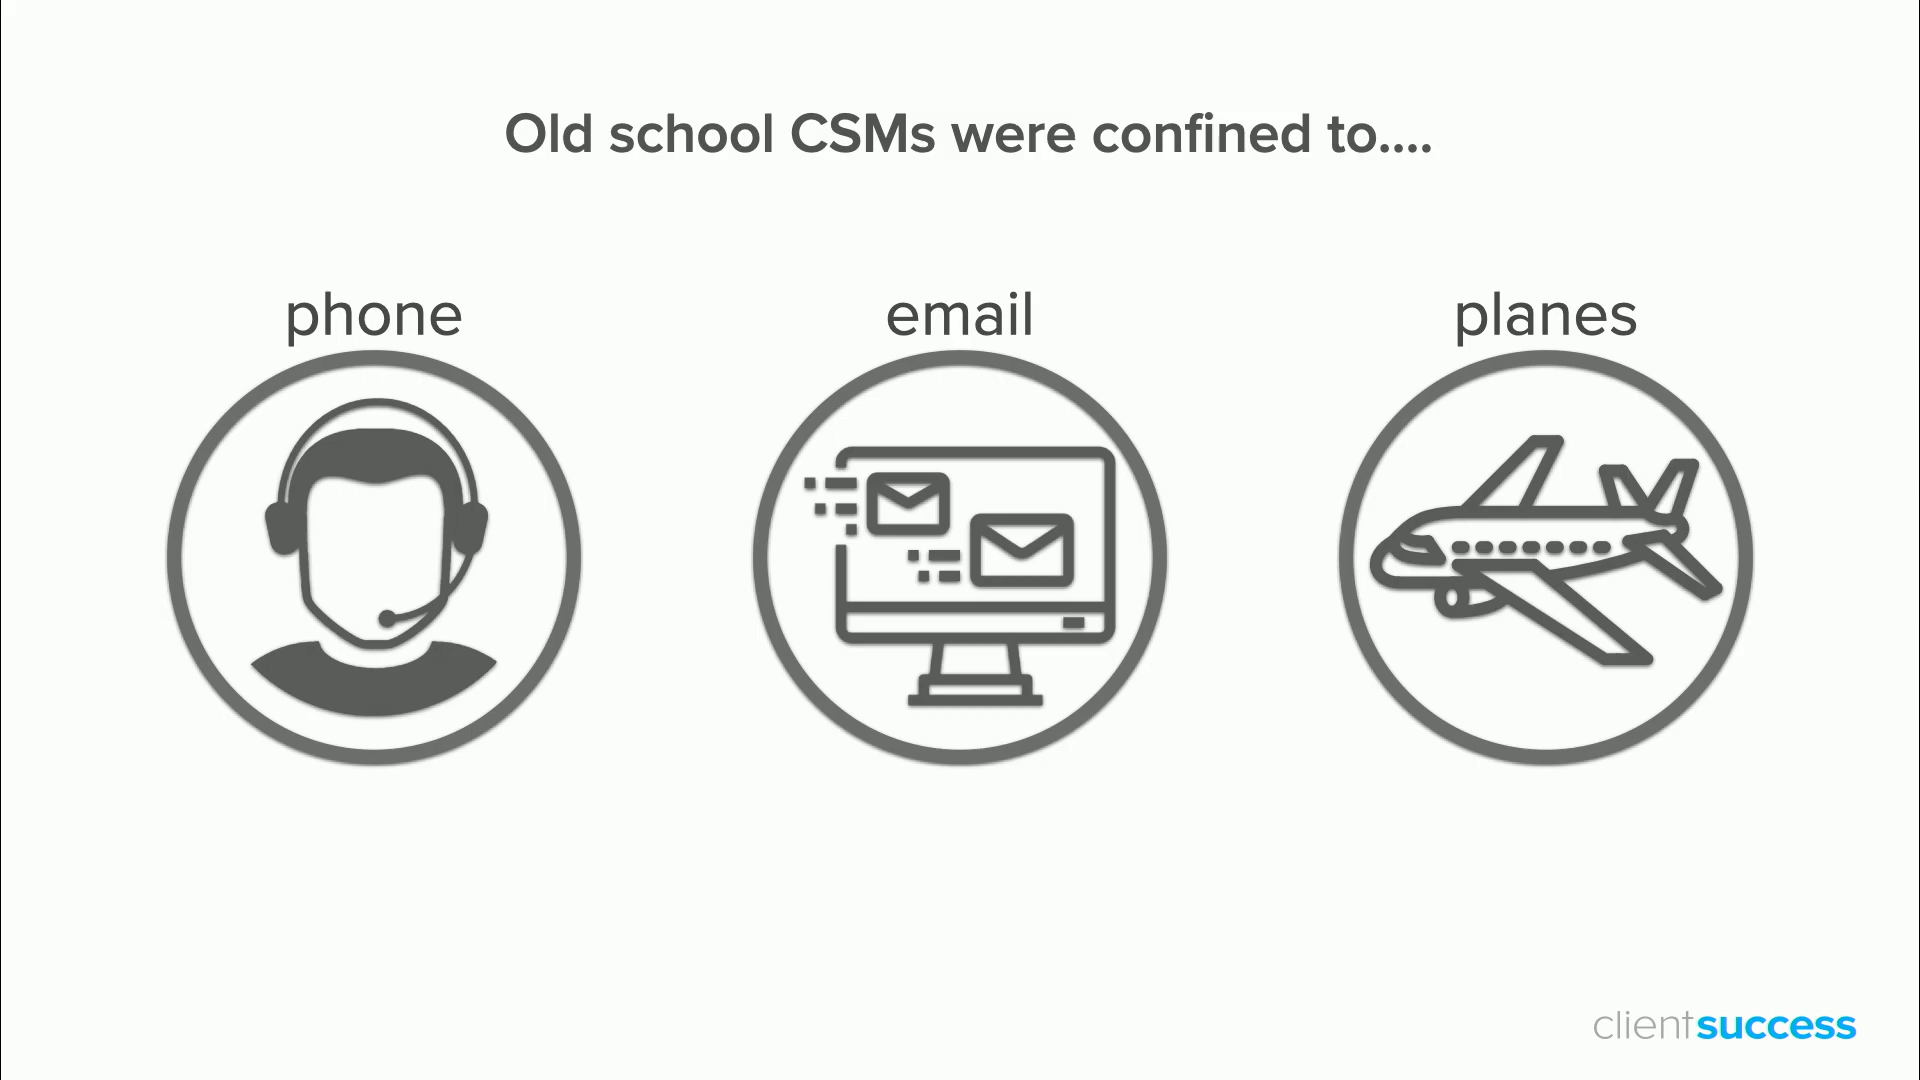 Old school CSMs were confined to....
phone
email
planes
clientsuccess